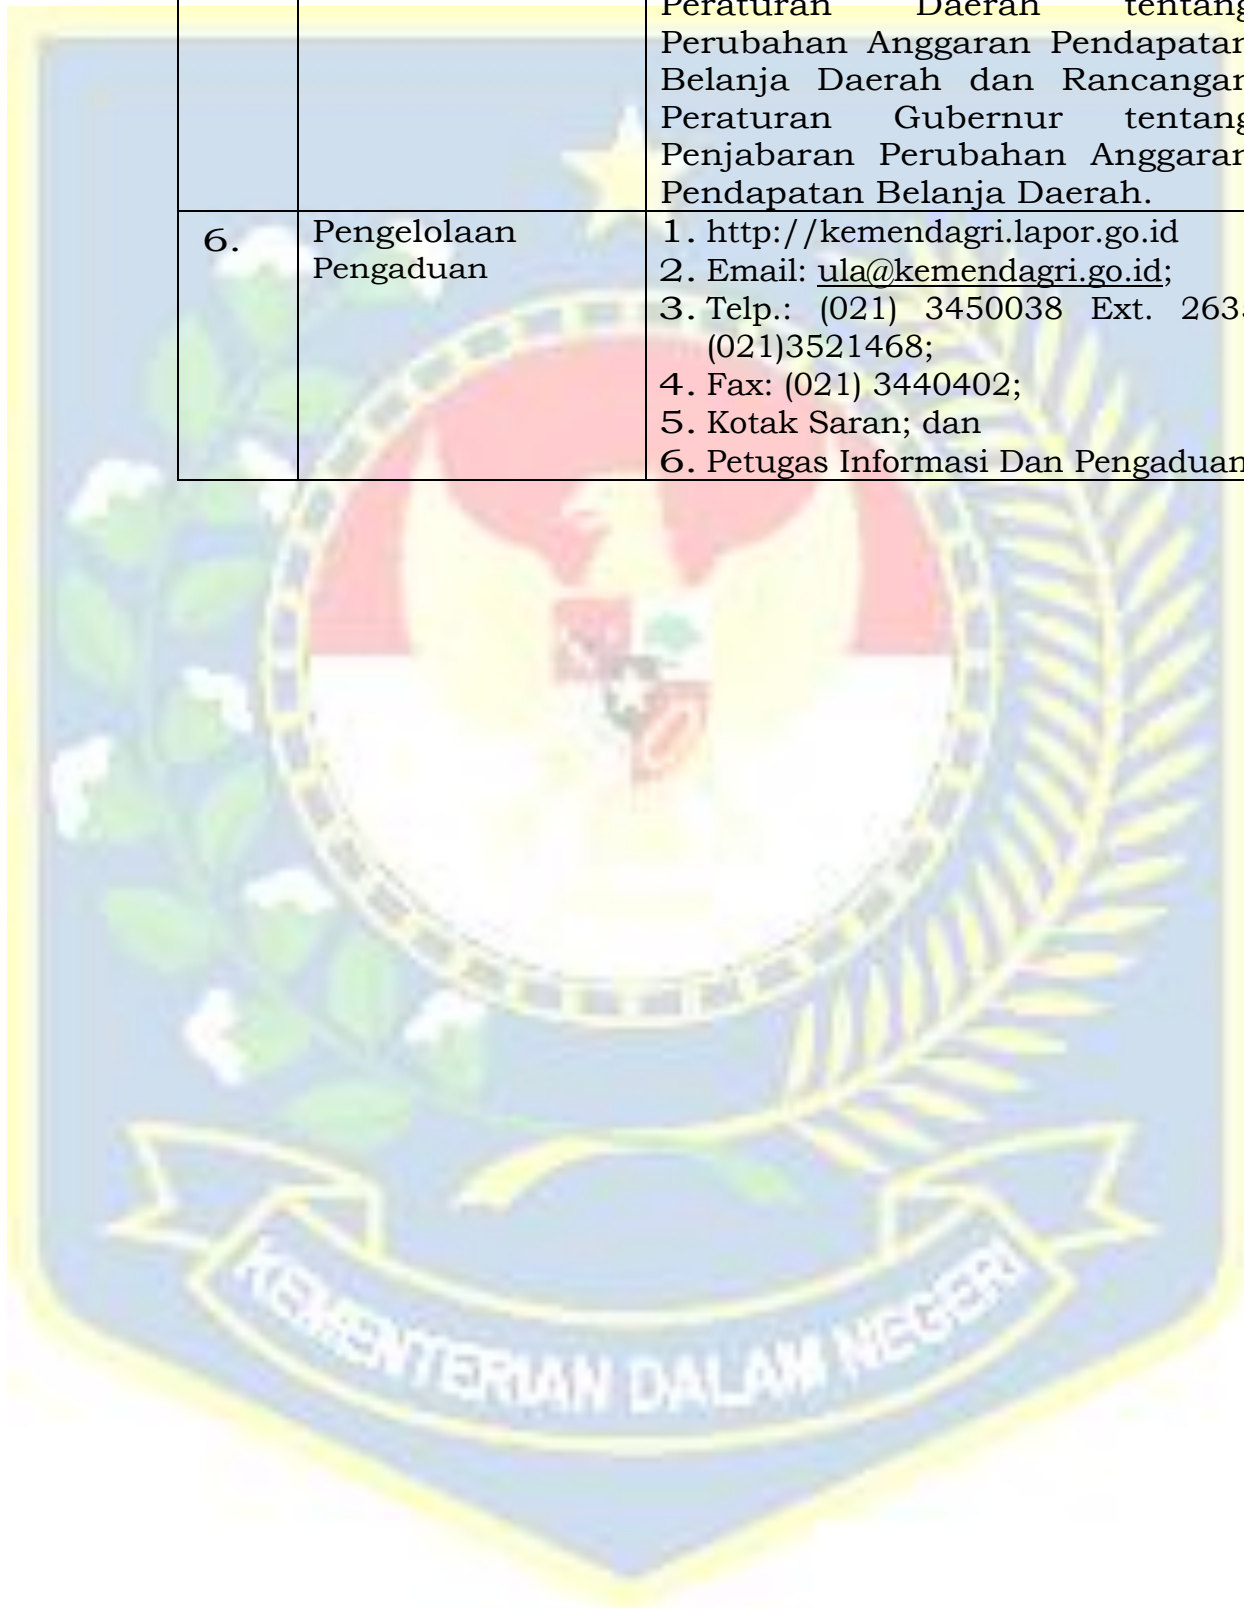 Peraturan Daerah tentang
Perubahan Anggaran Pendapatan
Belanja Daerah dan Rancangan
Peraturan Gubernur tentang
Penjabaran Perubahan Anggaran
Pendapatan Belanja Daerah.
6. Pengelolaan Pengaduan
1. http://kemendagri.lapor.go.id
2. Email: ula@kemendagri.go.id;
3. Telp.: (021) 3450038 Ext. 2635
(021)3521468;
4. Fax: (021) 3440402;
5. Kotak Saran; dan
6. Petugas Informasi Dan Pengaduan
KEMENTERIAN DALAM NEGERI